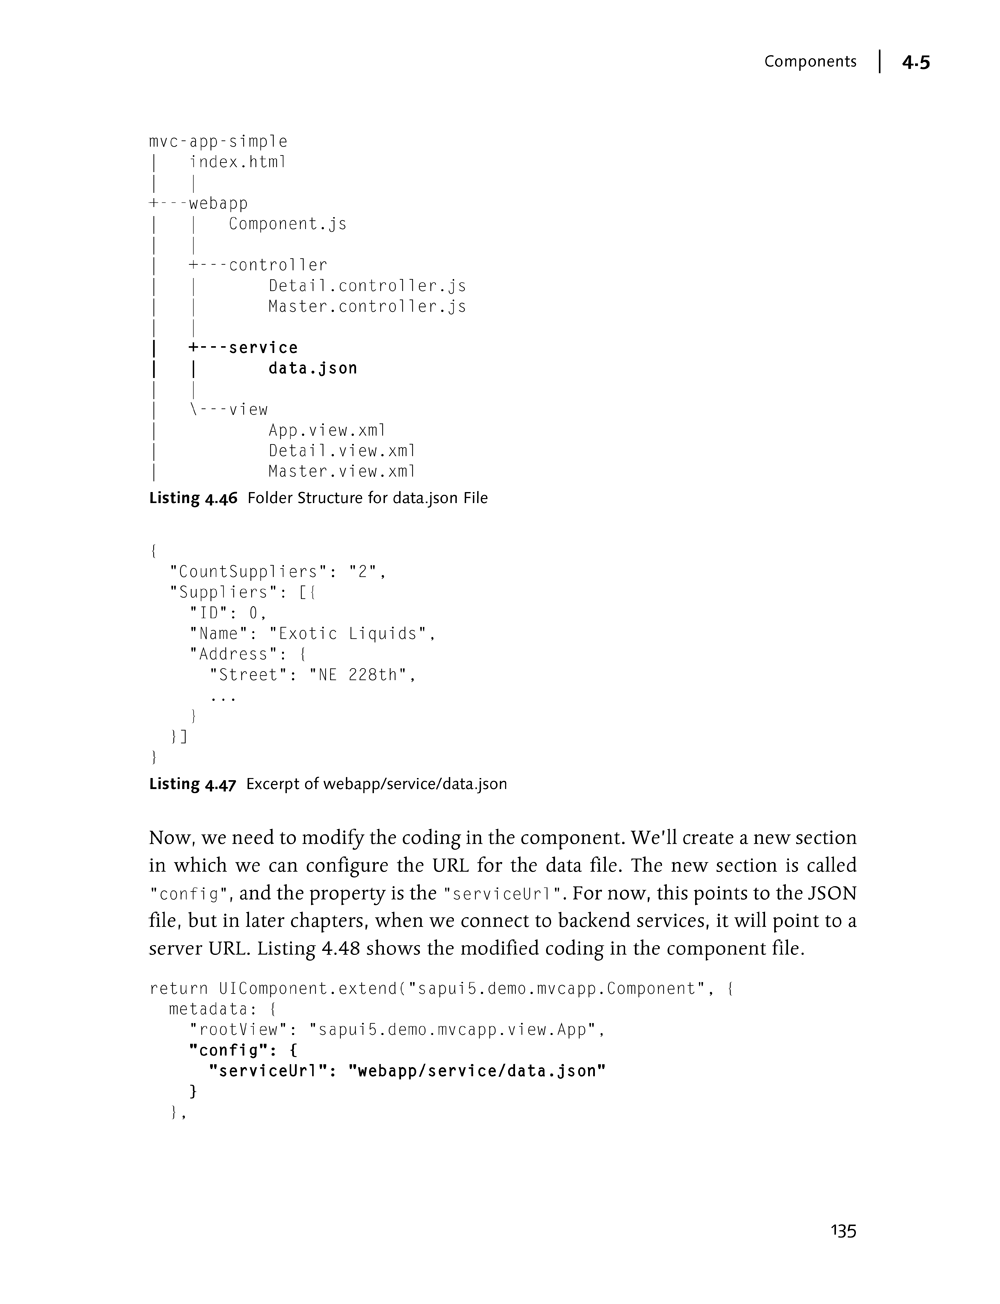 Components | 4.5
mvc-app-simple
|   index.html
|   |
+---webapp
|   |   Component.js
|   |
|   +---controller
|   |       Detail.controller.js
|   |       Master.controller.js
|   |
|   +---service
|   |       data.json
|   |
|   \---view
|           App.view.xml
|           Detail.view.xml
|           Master.view.xml
Listing 4.46 Folder Structure for data.json File
{
  "CountSuppliers": "2",
  "Suppliers": [{
    "ID": 0,
    "Name": "Exotic Liquids",
    "Address": {
      "Street": "NE 228th",
      ...
    }
  }]
}
Listing 4.47 Excerpt of webapp/service/data.json
Now, we need to modify the coding in the component. We'll create a new section
in which we can configure the URL for the data file. The new section is called
"config", and the property is the "serviceUrl". For now, this points to the JSON
file, but in later chapters, when we connect to backend services, it will point to a
server URL. Listing 4.48 shows the modified coding in the component file.
return UIComponent.extend("sapui5.demo.mvcapp.Component", {
  metadata: {
    "rootView": "sapui5.demo.mvcapp.view.App",
    "config": {
      "serviceUrl": "webapp/service/data.json"
    }
  },
135